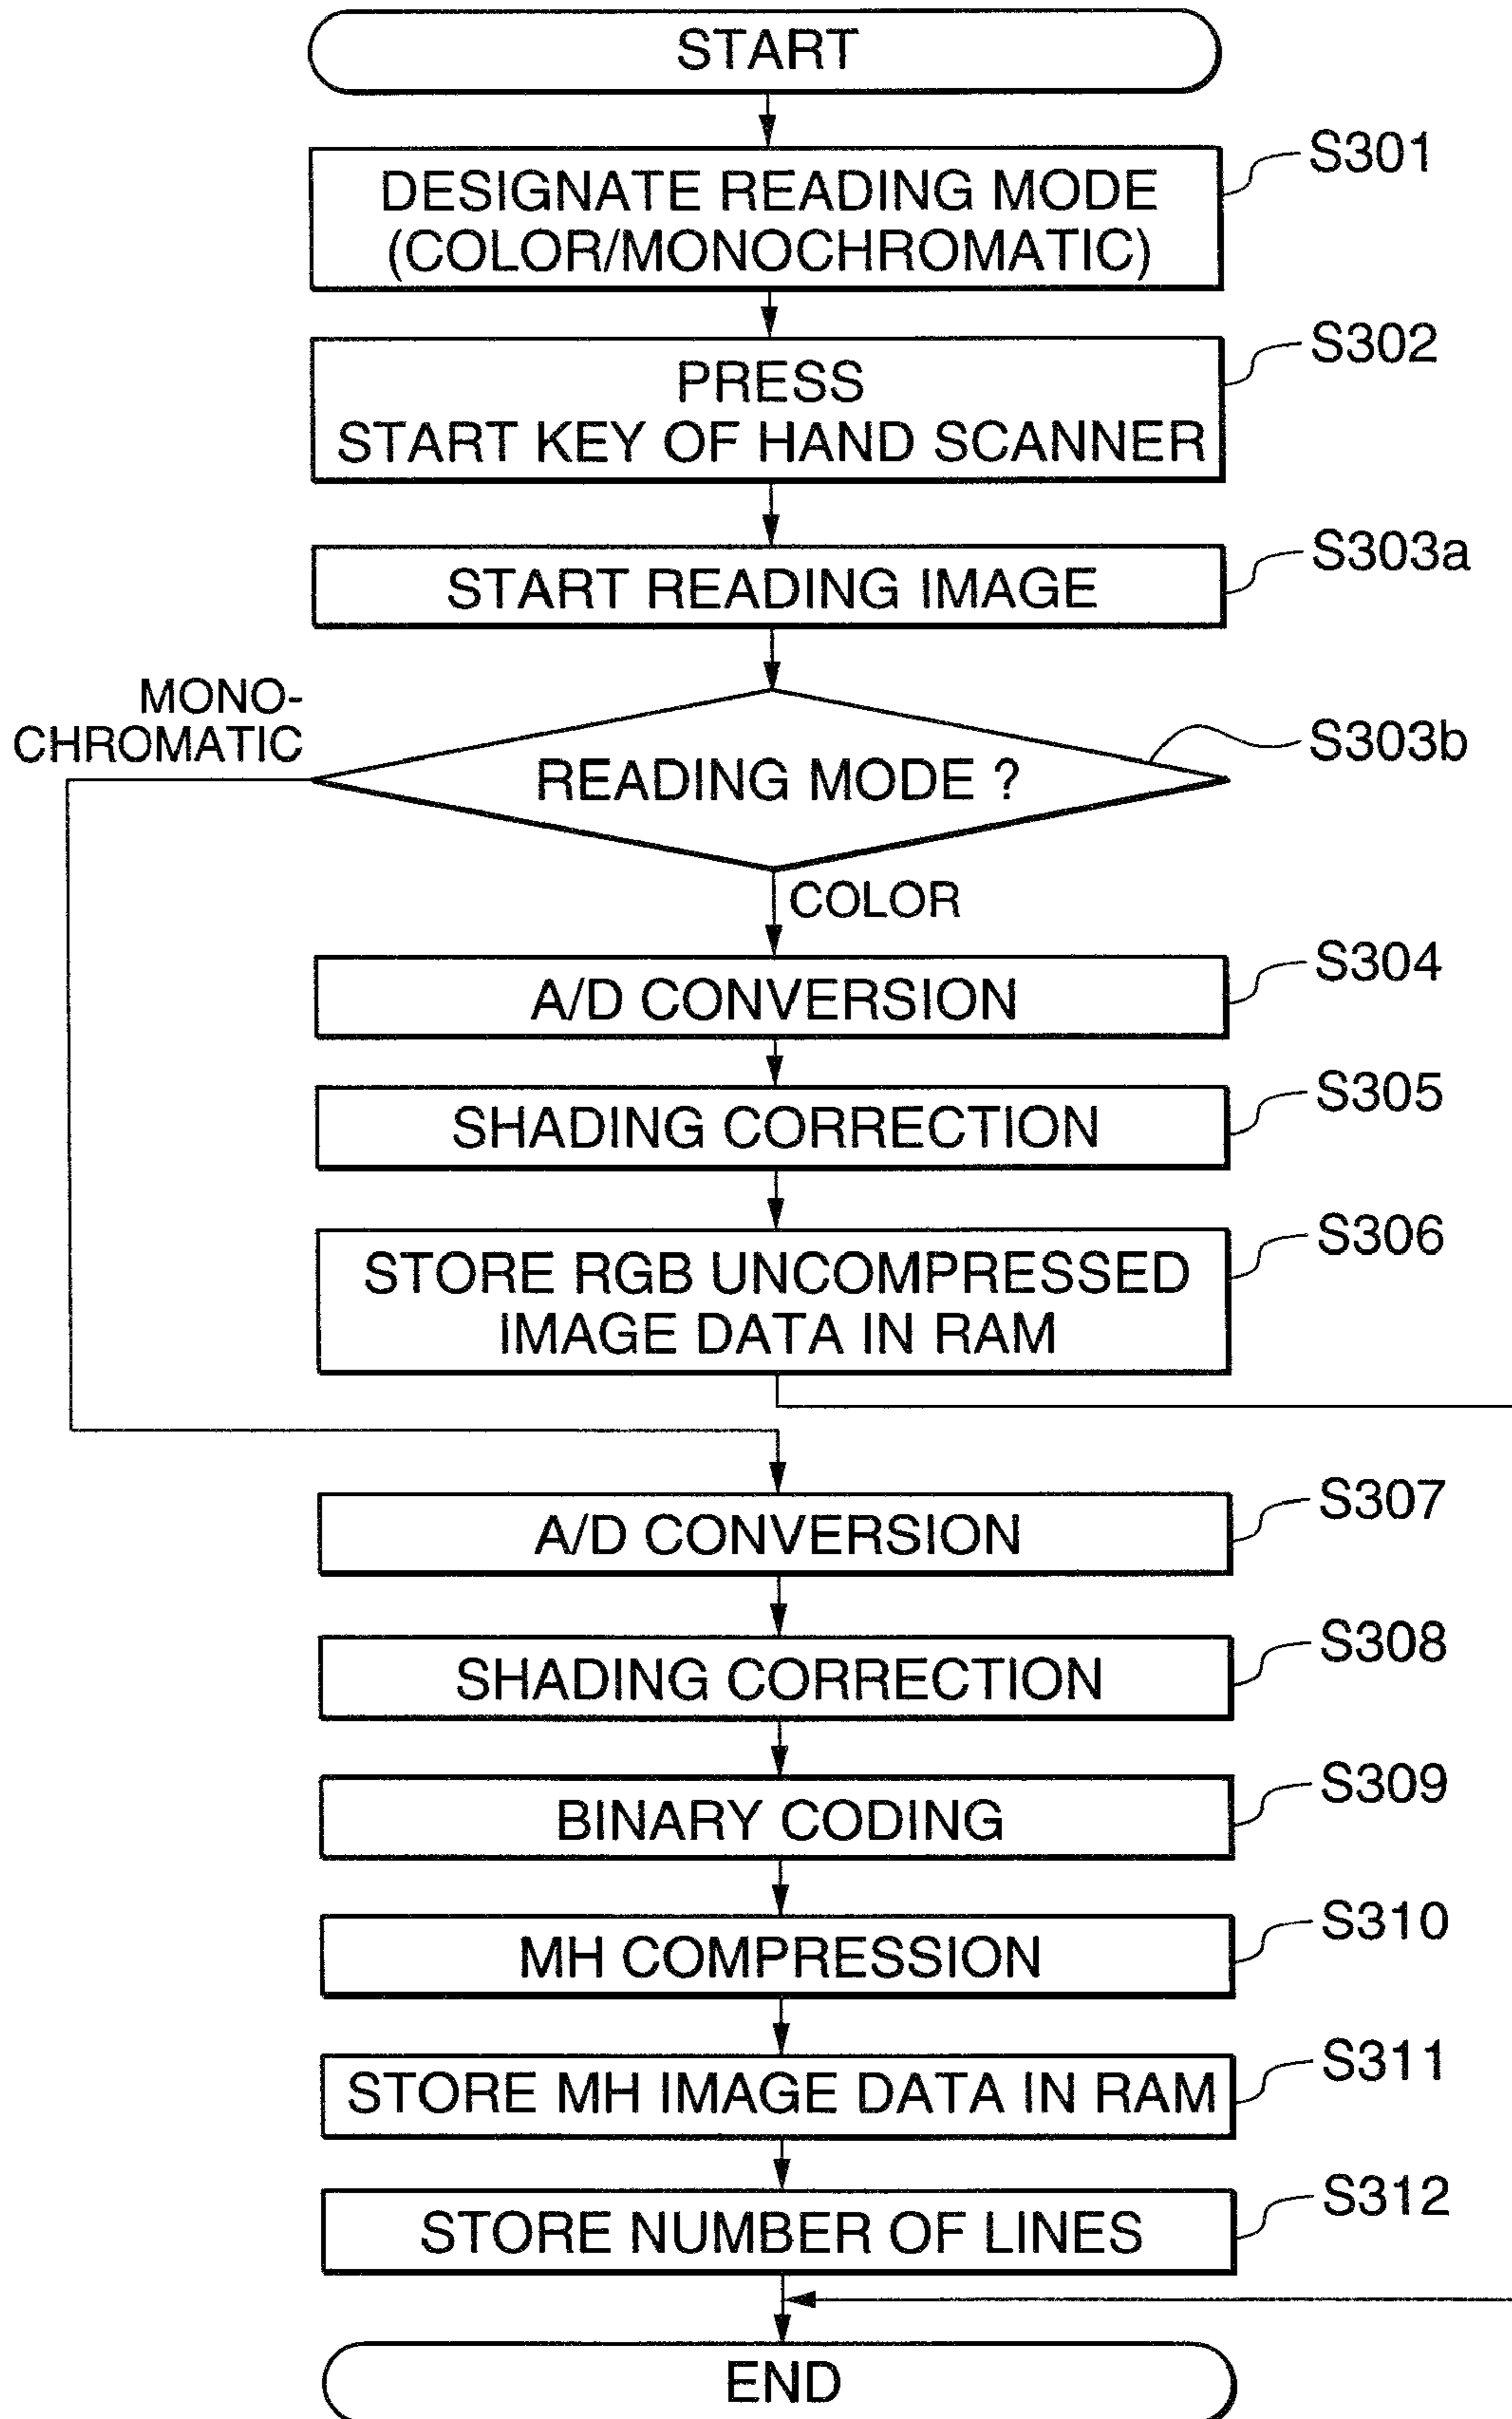 START
DESIGNATE READING MODE
(COLOR/MONOCHROMATIC)
S301
PRESS
START KEY OF HAND SCANNER
S302
START READING IMAGE
S303a
MONO-
CHROMATIC
READING MODE ?
S303b
COLOR
A/D CONVERSION
S304
SHADING CORRECTION
S305
STORE RGB UNCOMPRESSED
IMAGE DATA IN RAM
S306
A/D CONVERSION
S307
SHADING CORRECTION
S308
BINARY CODING
S309
MH COMPRESSION
S310
STORE MH IMAGE DATA IN RAM
S311
STORE NUMBER OF LINES
S312
END